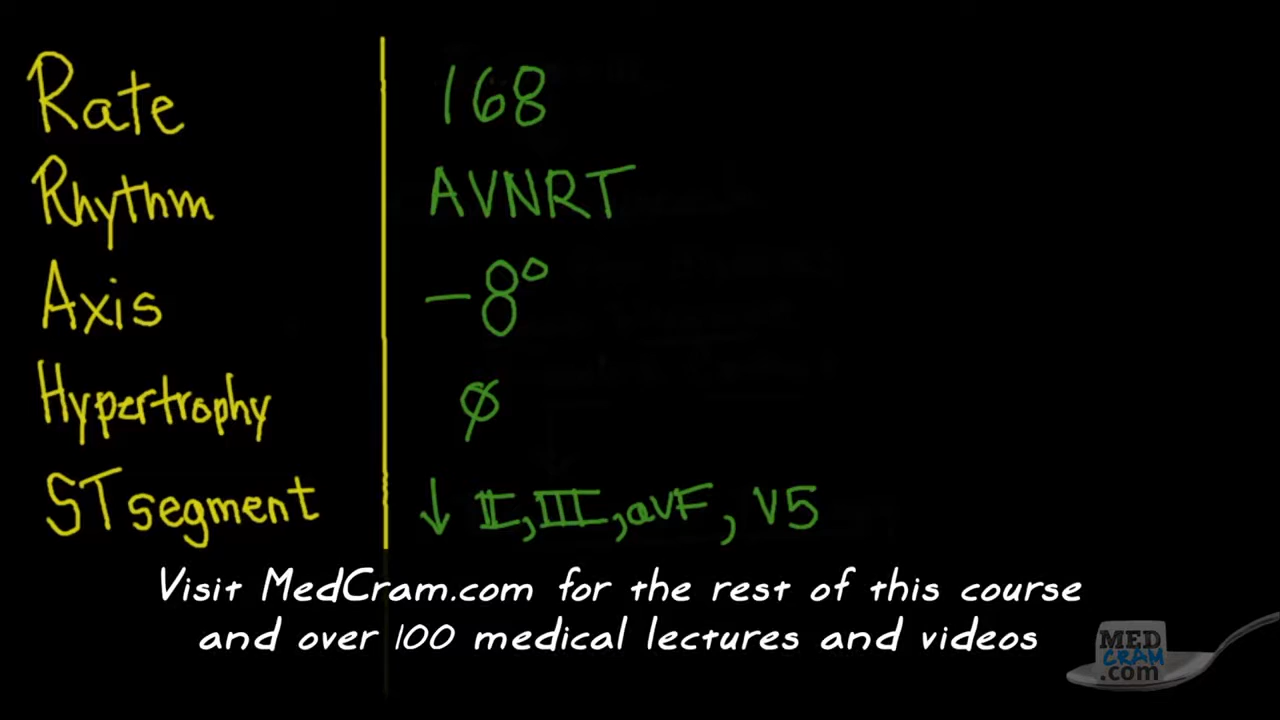 Rate 168
Rhythm AVNRT
Axis -8°
Hypertrophy ∅
ST segment ↓ II, III, aVF, V5
Visit MedCram.com for the rest of this course
and over 100 medical lectures and videos
MED
CRAM
.com